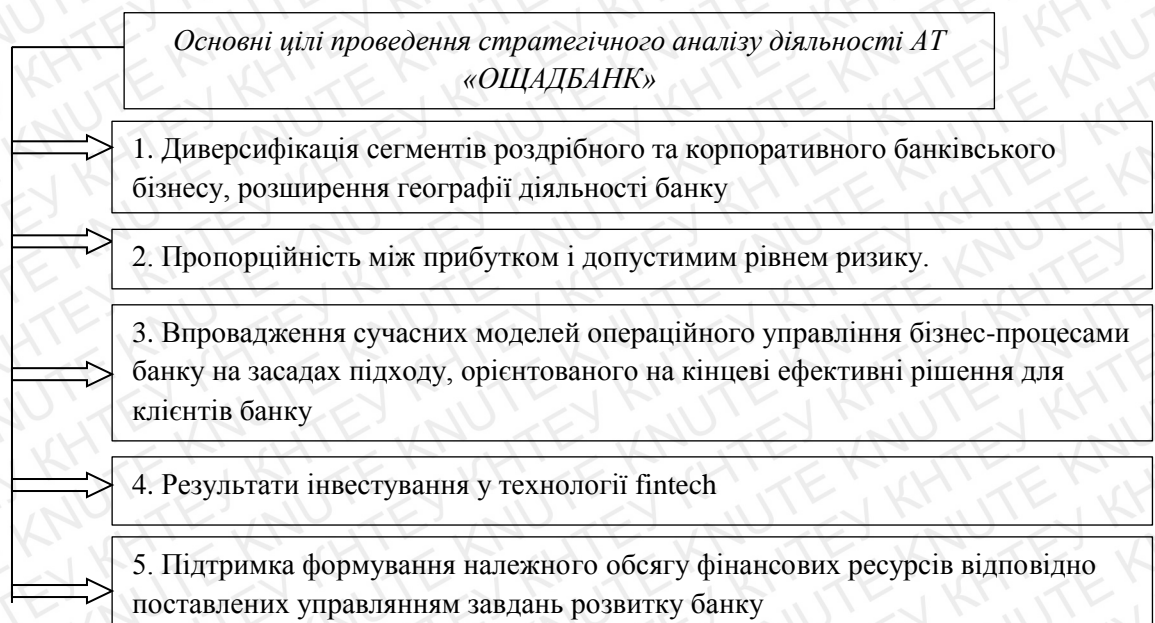 Основні цілі проведення стратегічного аналізу діяльності АТ
«ОЩАДБАНК»
1. Диверсифікація сегментів роздрібного та корпоративного банківського
бізнесу, розширення географії діяльності банку
2. Пропорційність між прибутком і допустимим рівнем ризику.
3. Впровадження сучасних моделей операційного управління бізнес-процесами
банку на засадах підходу, орієнтованого на кінцеві ефективні рішення для
клієнтів банку
4. Результати інвестування у технології fintech
5. Підтримка формування належного обсягу фінансових ресурсів відповідно
поставлених управлянням завдань розвитку банку